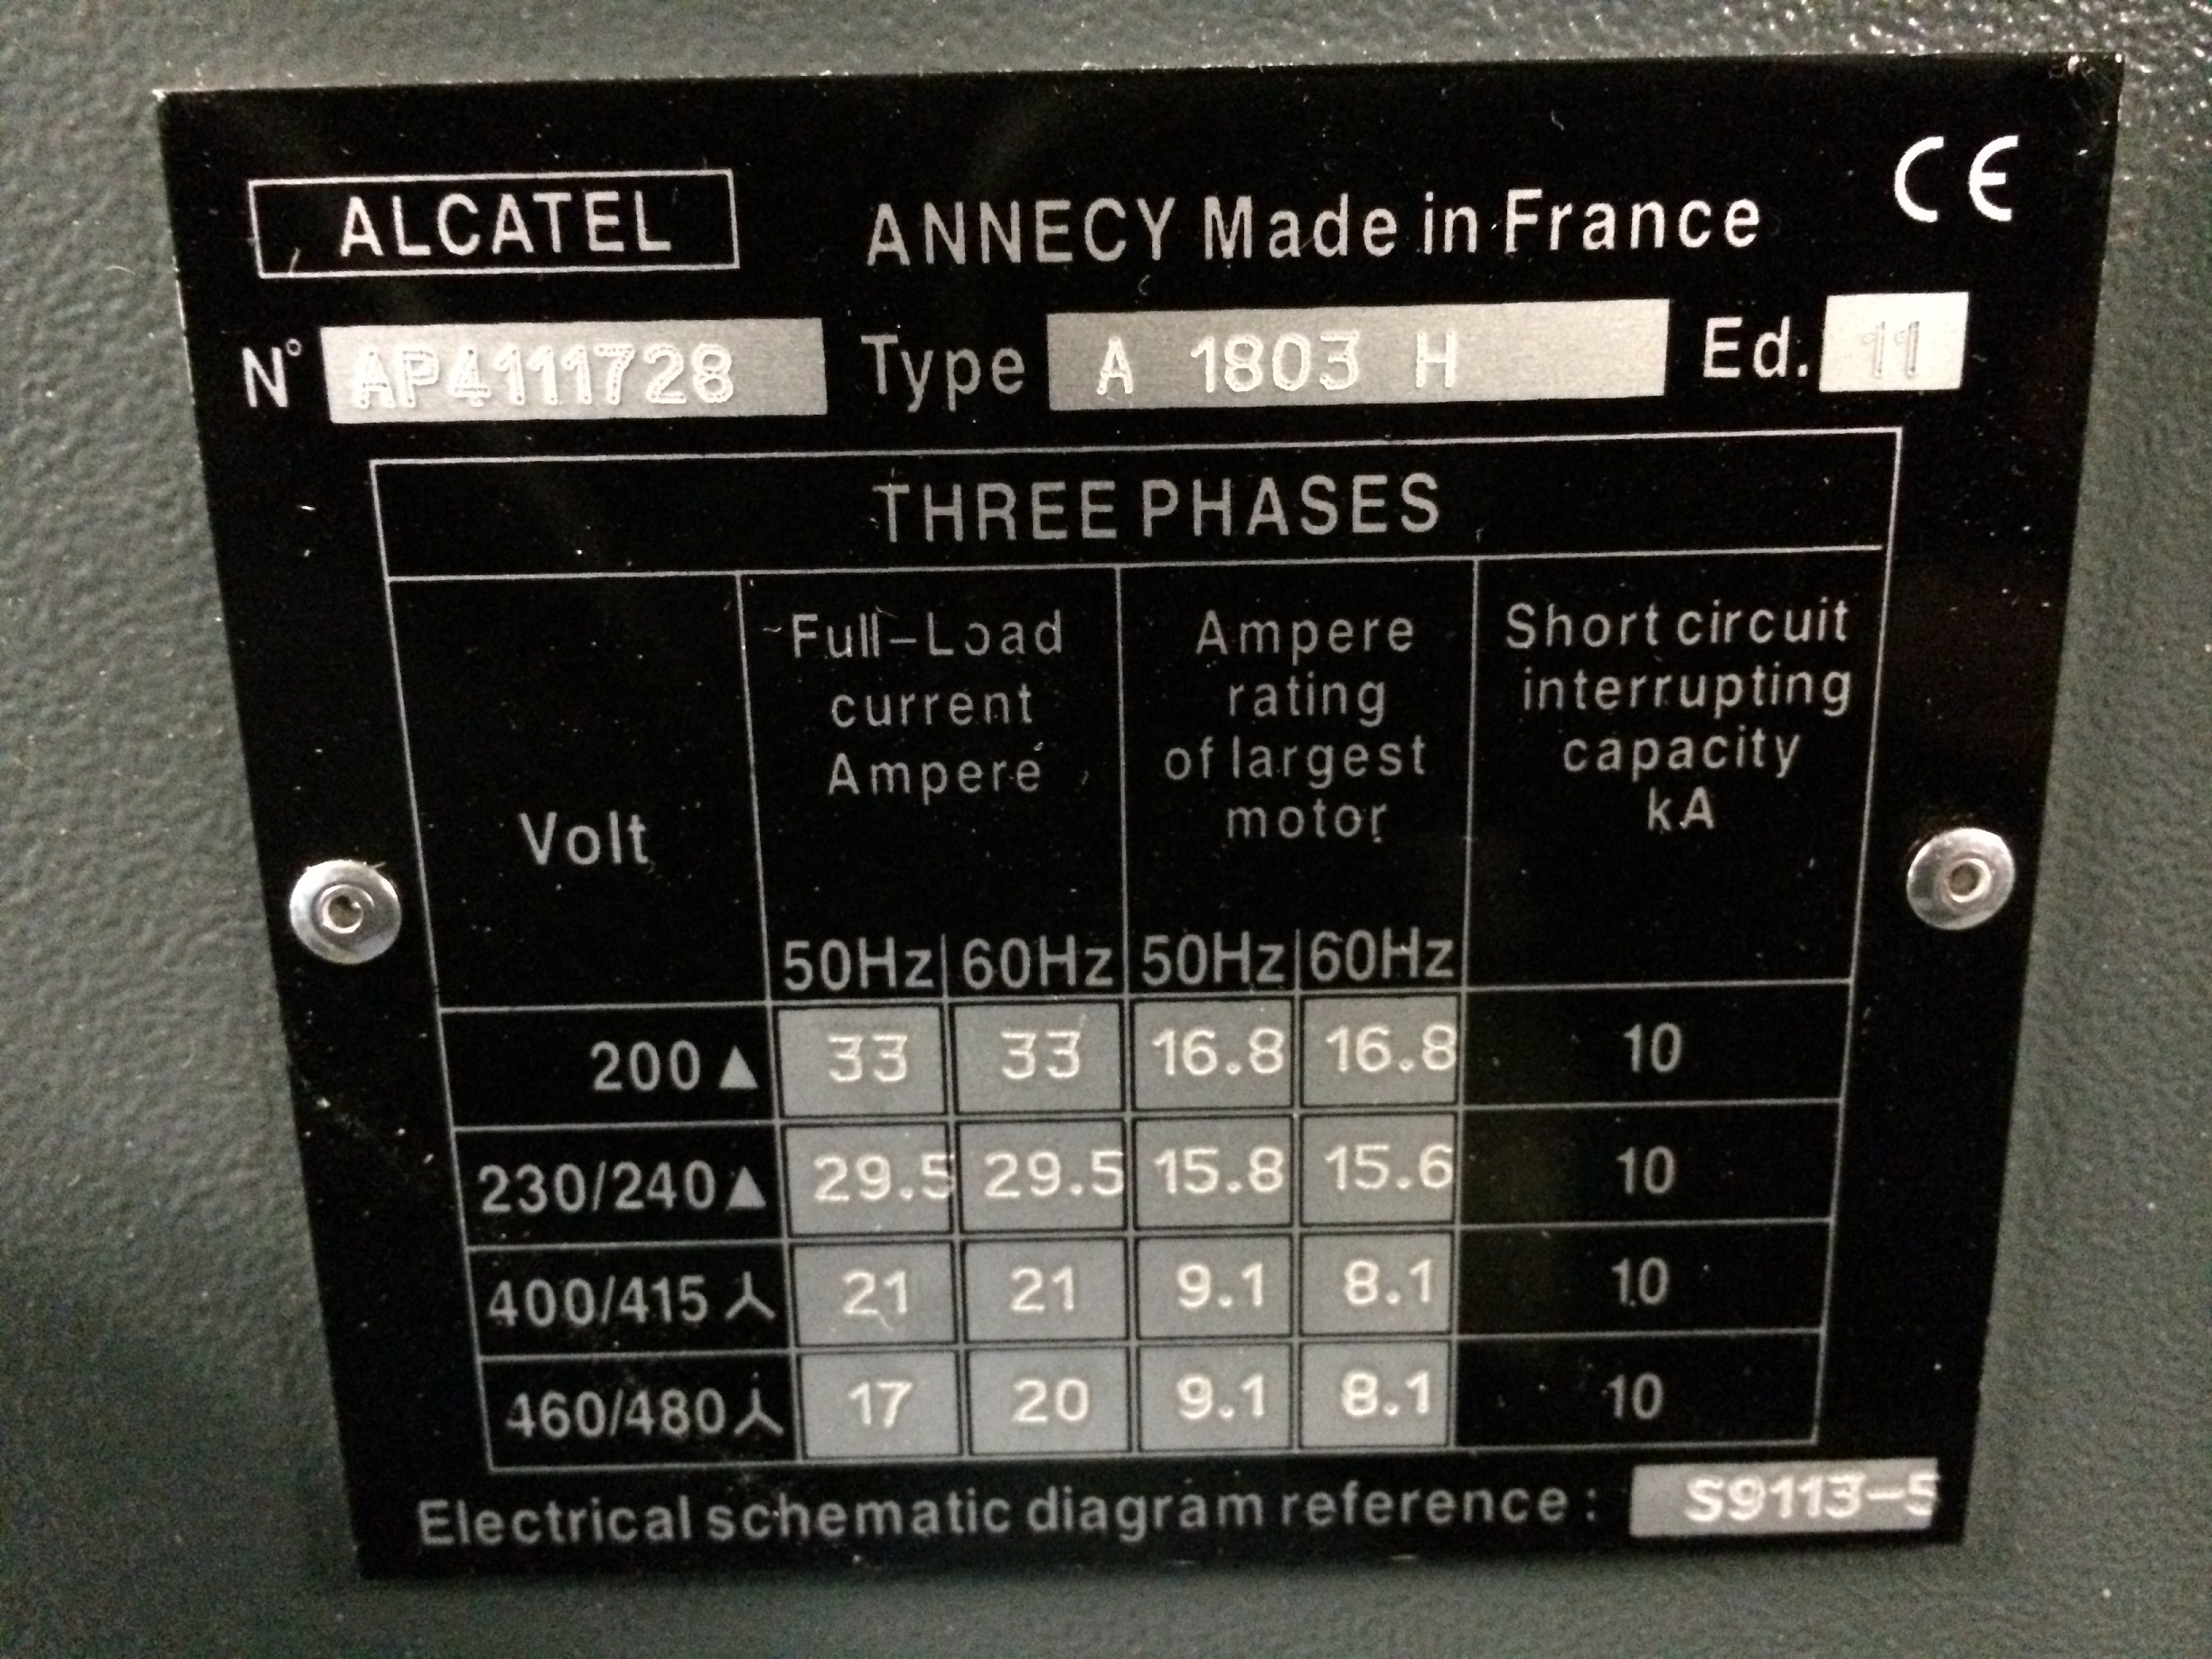 ALCATEL ANNECY Made in France CE
N° AP4111728 Type A 1803 H Ed. 11
THREE PHASES
Volt
Full-Load
current
Ampere
Ampere
rating
of largest
motor
Short circuit
interrupting
capacity
kA
50Hz 60Hz 50Hz 60Hz
200 ▲ 33 33 16.8 16.8 10
230/240 ▲ 29.5 29.5 15.8 15.6 10
400/415 ⅄ 21 21 9.1 8.1 10
460/480 ⅄ 17 20 9.1 8.1 10
Electrical schematic diagram reference : S9113-5